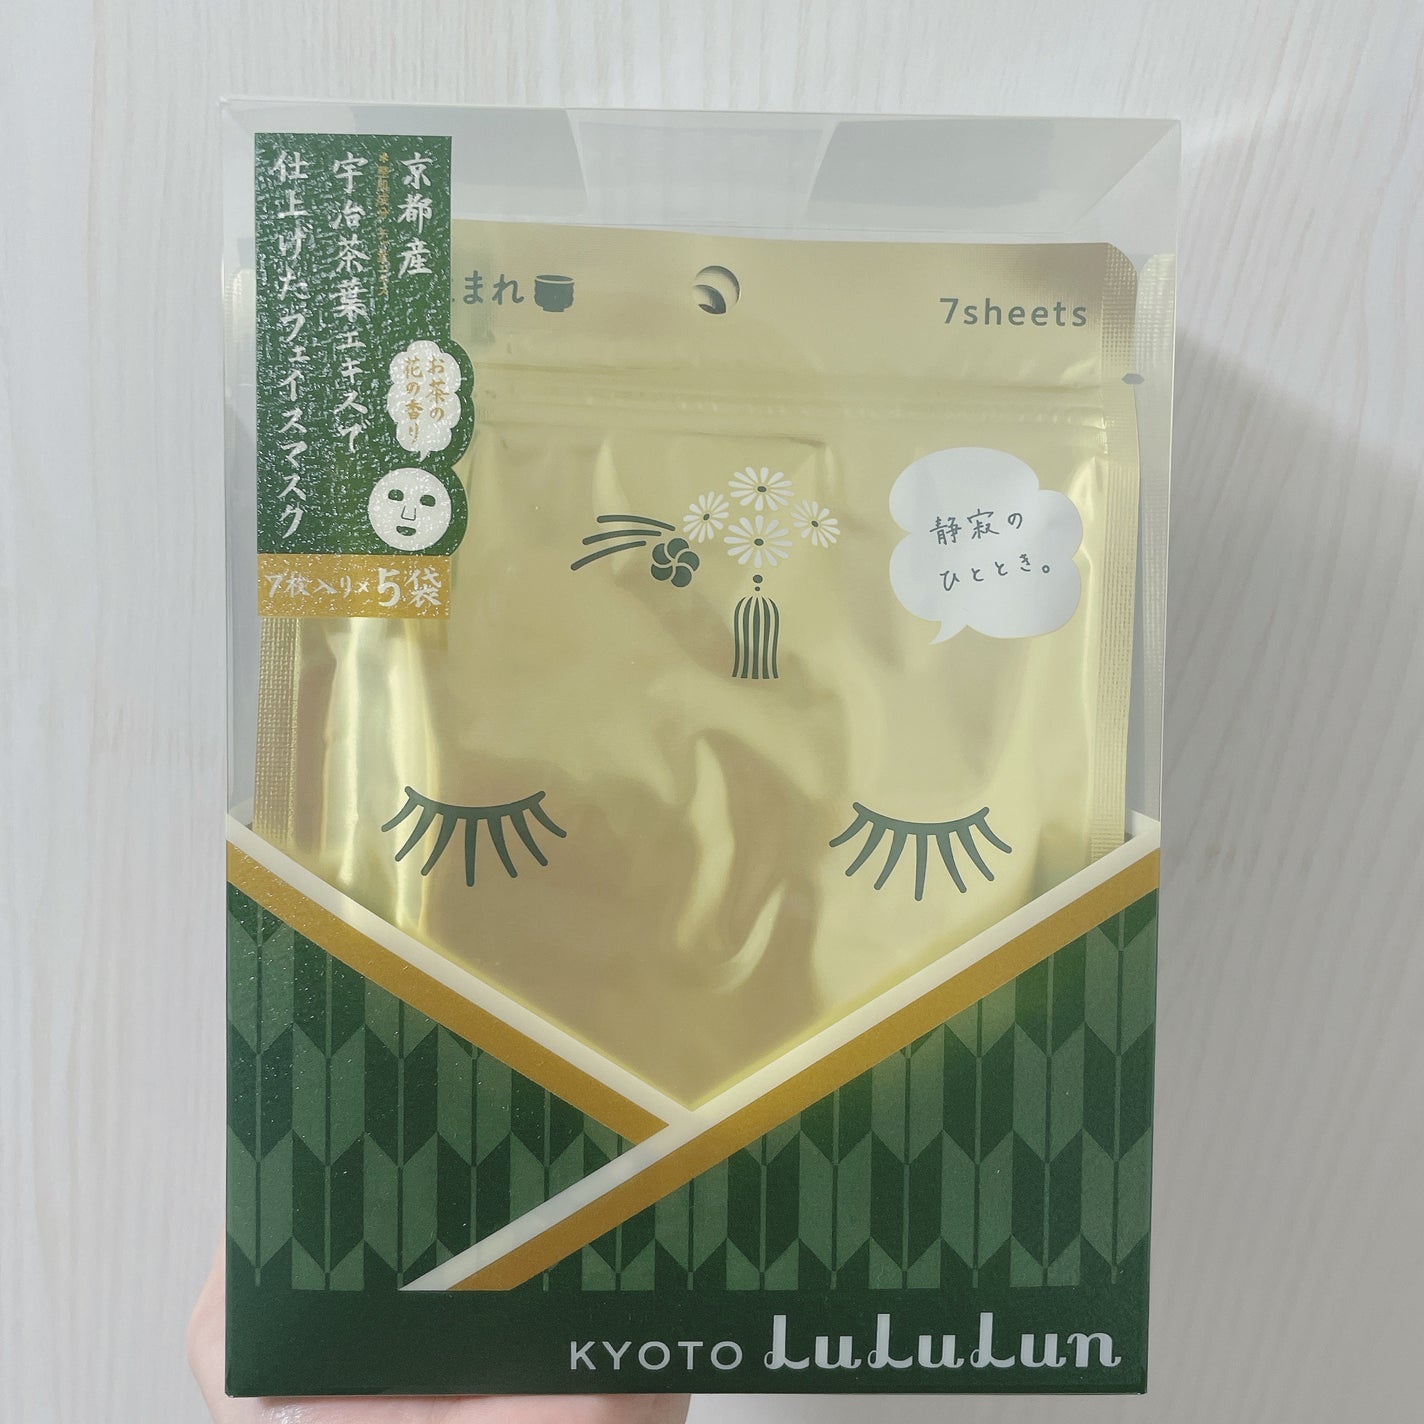 京都産
宇治茶葉エキスで
仕上げたフェイスマスク
お茶の
花の香り
7枚入り×5袋
まれ
7sheets
静寂の
ひととき。
KYOTO LuLuLun